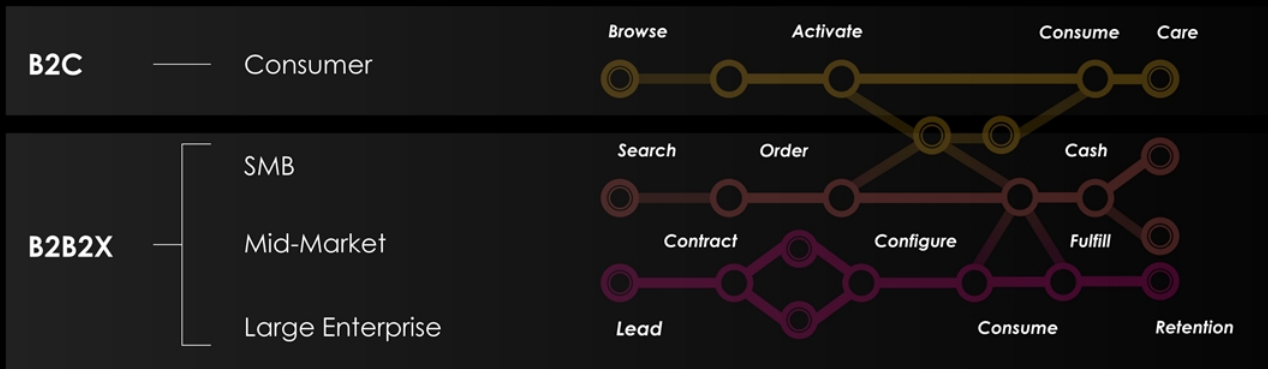 Browse Activate Consume Care
B2C Consumer
Search Order Cash
SMB
Contract Configure Fulfill
B2B2X Mid-Market
Lead Consume Retention
Large Enterprise